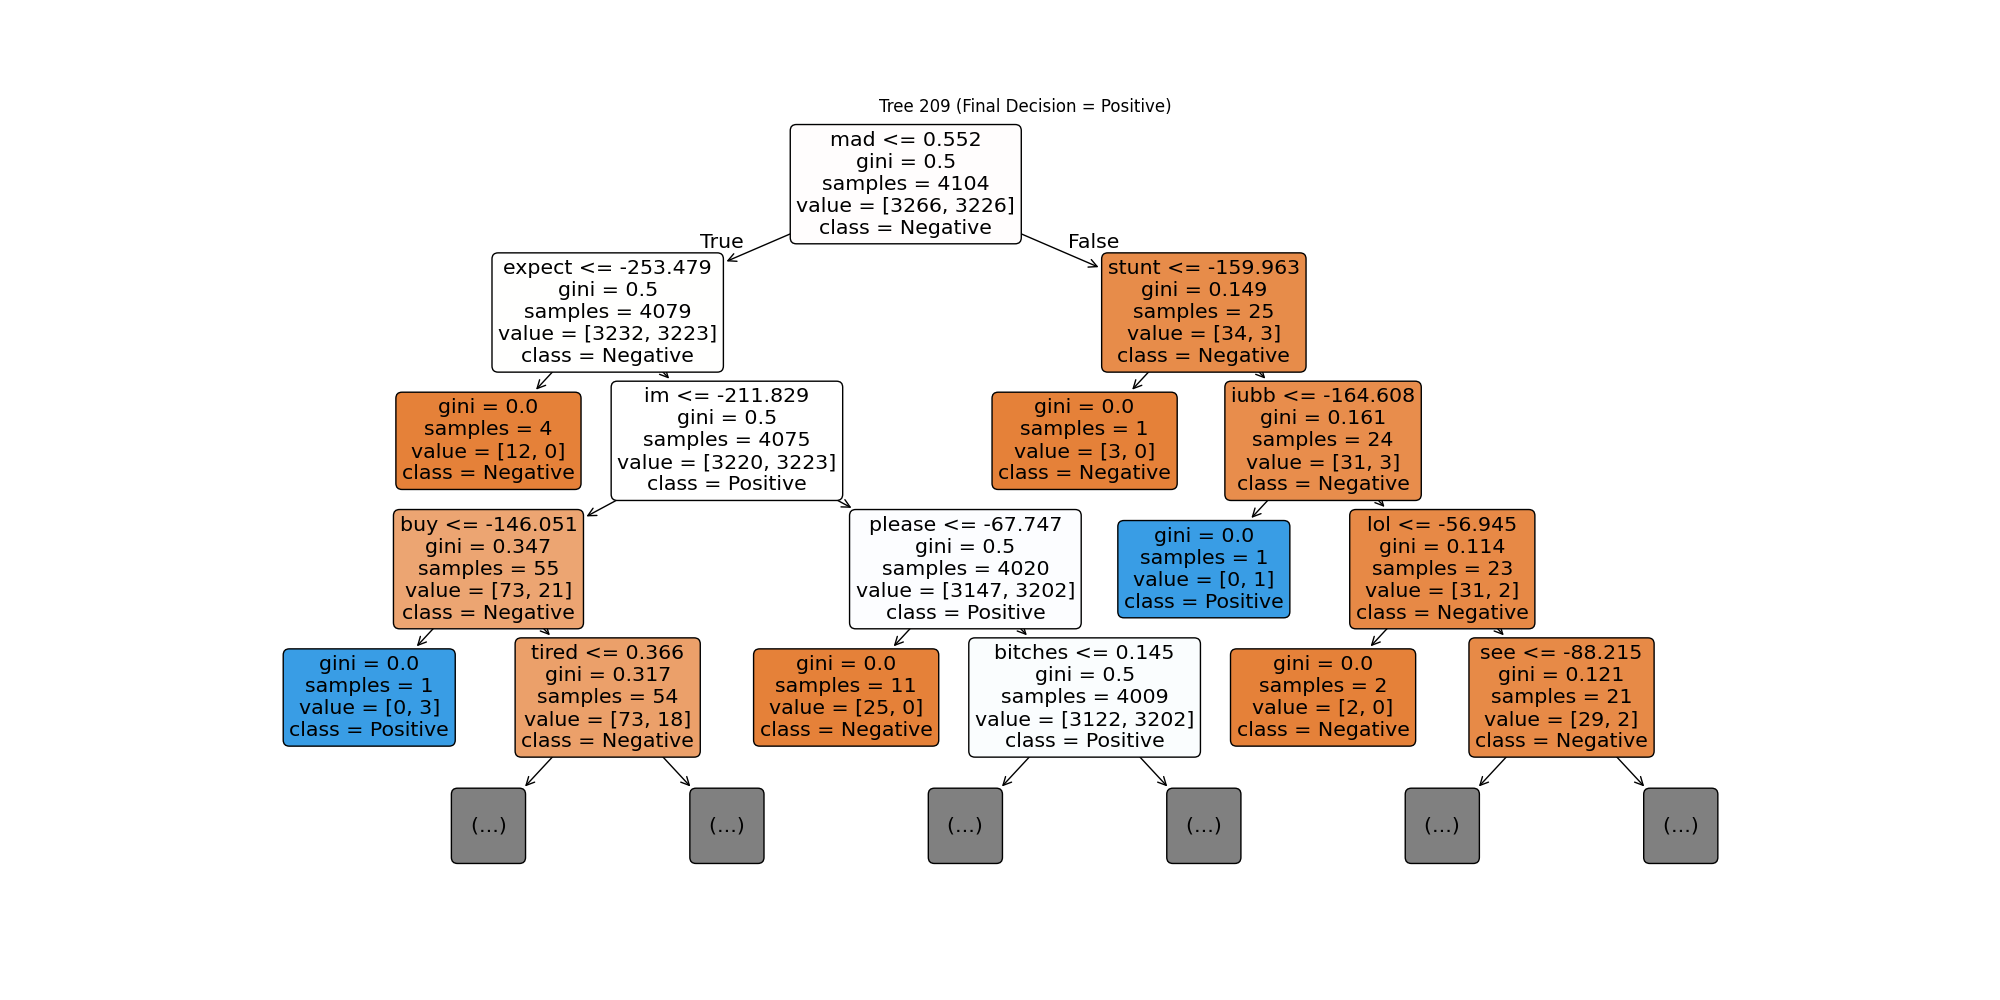 Tree 209 (Final Decision = Positive)
mad <= 0.552
gini = 0.5
samples = 4104
value = [3266, 3226]
class = Negative
True
False
expect <= -253.479
gini = 0.5
samples = 4079
value = [3232, 3223]
class = Negative
stunt <= -159.963
gini = 0.149
samples = 25
value = [34, 3]
class = Negative
gini = 0.0
samples = 4
value = [12, 0]
class = Negative
im <= -211.829
gini = 0.5
samples = 4075
value = [3220, 3223]
class = Positive
gini = 0.0
samples = 1
value = [3, 0]
class = Negative
iubb <= -164.608
gini = 0.161
samples = 24
value = [31, 3]
class = Negative
buy <= -146.051
gini = 0.347
samples = 55
value = [73, 21]
class = Negative
please <= -67.747
gini = 0.5
samples = 4020
value = [3147, 3202]
class = Positive
gini = 0.0
samples = 1
value = [0, 1]
class = Positive
lol <= -56.945
gini = 0.114
samples = 23
value = [31, 2]
class = Negative
gini = 0.0
samples = 1
value = [0, 3]
class = Positive
tired <= 0.366
gini = 0.317
samples = 54
value = [73, 18]
class = Negative
gini = 0.0
samples = 11
value = [25, 0]
class = Negative
bitches <= 0.145
gini = 0.5
samples = 4009
value = [3122, 3202]
class = Positive
gini = 0.0
samples = 2
value = [2, 0]
class = Negative
see <= -88.215
gini = 0.121
samples = 21
value = [29, 2]
class = Negative
(...)
(...)
(...)
(...)
(...)
(...)